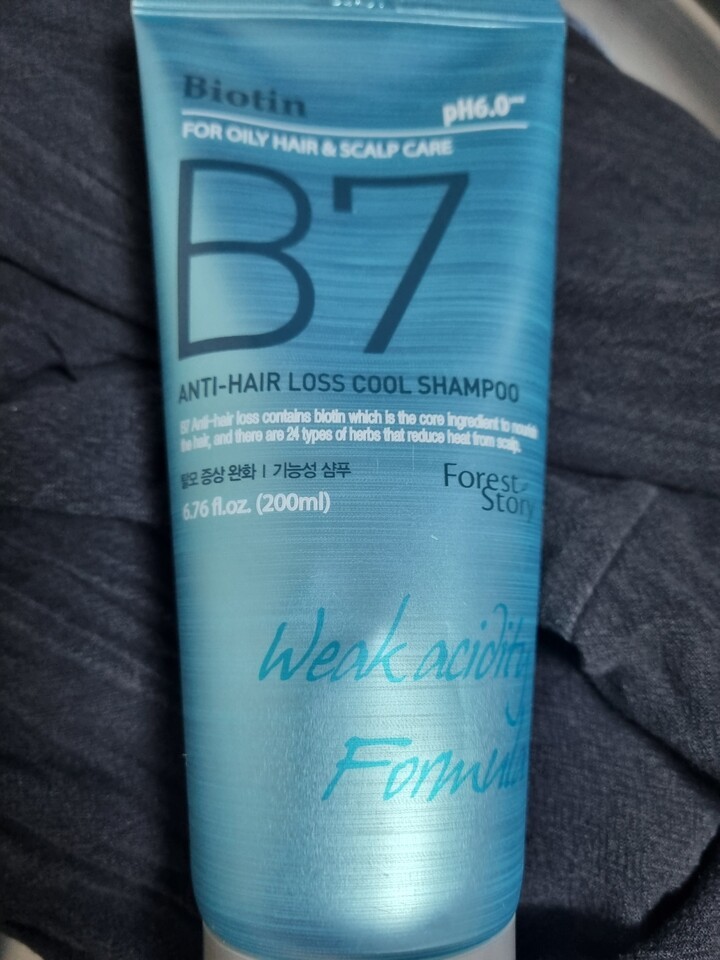 Biotin
pH6.0
FOR OILY HAIR & SCALP CARE
B7
ANTI-HAIR LOSS COOL SHAMPOO
B7 Anti-hair loss contains biotin which is the core ingredient to nourish
the hair, and there are 24 types of herbs that reduce heat from scalp.
탈모 증상 완화 | 기능성 샴푸
Forest
Story
6.76 fl.oz. (200ml)
Weak acidity
Formula